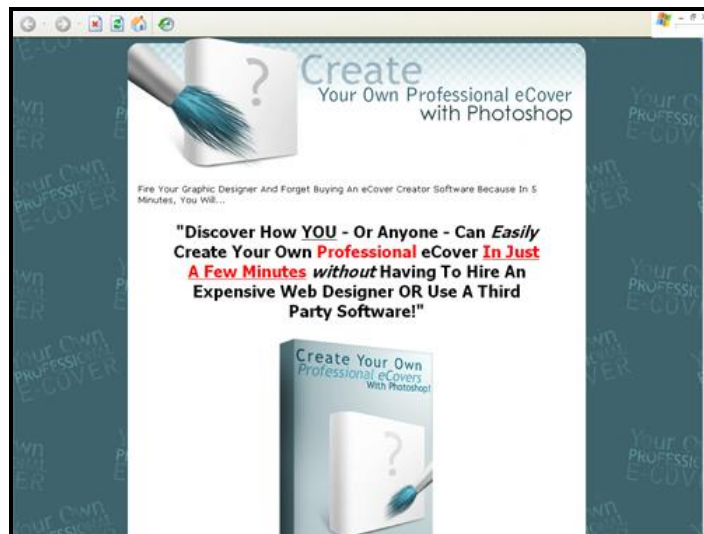 Create
Your Own Professional eCover
with Photoshop
Fire Your Graphic Designer And Forget Buying An eCover Creator Software Because In 5
Minutes, You Will...
"Discover How YOU - Or Anyone - Can Easily
Create Your Own Professional eCover In Just
A Few Minutes without Having To Hire An
Expensive Web Designer OR Use A Third
Party Software!"
Create Your Own
Professional eCovers
With Photoshop!